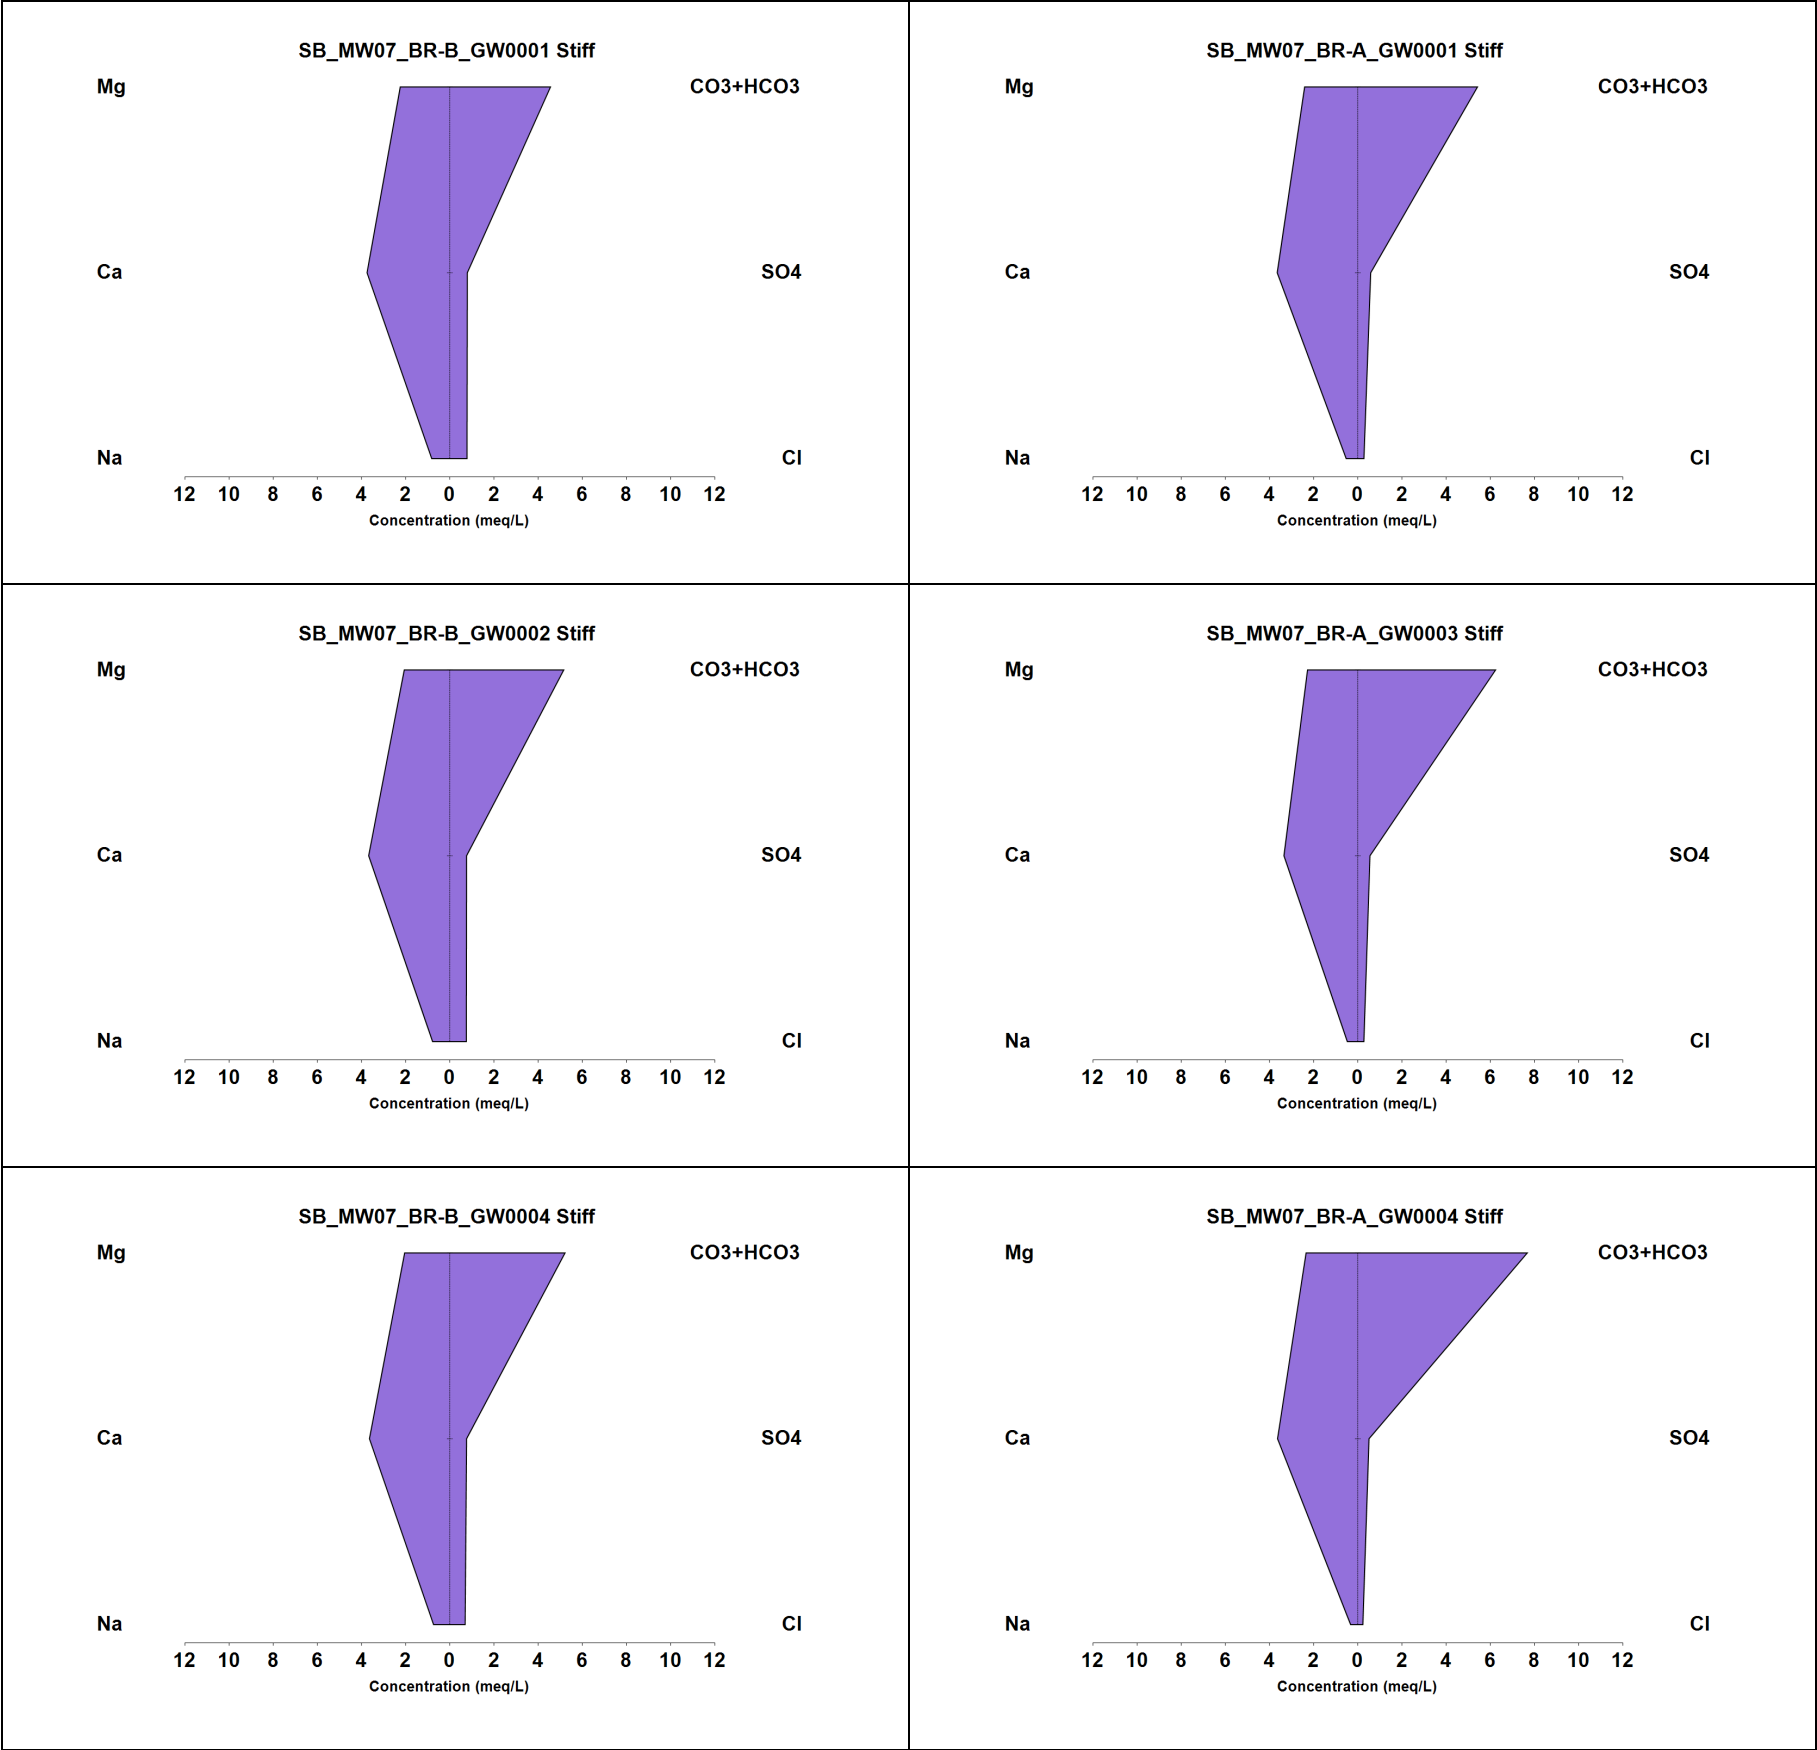 SB_MW07_BR-B_GW0001 Stiff
Mg CO3+HCO3
Ca SO4
Na Cl
12 10 8 6 4 2 0 2 4 6 8 10 12
Concentration (meq/L)
SB_MW07_BR-A_GW0001 Stiff
Mg CO3+HCO3
Ca SO4
Na Cl
12 10 8 6 4 2 0 2 4 6 8 10 12
Concentration (meq/L)
SB_MW07_BR-B_GW0002 Stiff
Mg CO3+HCO3
Ca SO4
Na Cl
12 10 8 6 4 2 0 2 4 6 8 10 12
Concentration (meq/L)
SB_MW07_BR-A_GW0003 Stiff
Mg CO3+HCO3
Ca SO4
Na Cl
12 10 8 6 4 2 0 2 4 6 8 10 12
Concentration (meq/L)
SB_MW07_BR-B_GW0004 Stiff
Mg CO3+HCO3
Ca SO4
Na Cl
12 10 8 6 4 2 0 2 4 6 8 10 12
Concentration (meq/L)
SB_MW07_BR-A_GW0004 Stiff
Mg CO3+HCO3
Ca SO4
Na Cl
12 10 8 6 4 2 0 2 4 6 8 10 12
Concentration (meq/L)